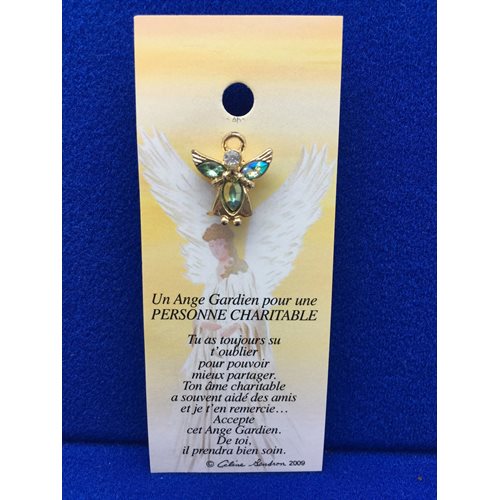 Un Ange Gardien pour une
PERSONNE CHARITABLE
Tu as toujours su
t'oublier
pour pouvoir
mieux partager.
Ton âme charitable
a souvent aidé des amis
et je t'en remercie...
Accepte
cet Ange Gardien.
De toi,
il prendra bien soin.
© Céline Gendron 2009